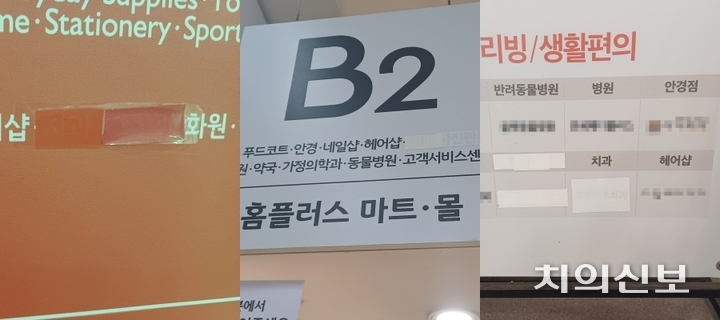 me·Stationery·Sport
샵·
화원·
B2
푸드코트·안경·네일샵·헤어샵·
원·약국·가정의학과·동물병원·고객서비스센
홈플러스 마트·몰
부에서
리빙/생활편의
반려동물병원 병원 안경점
치과 헤어샵
치의신보